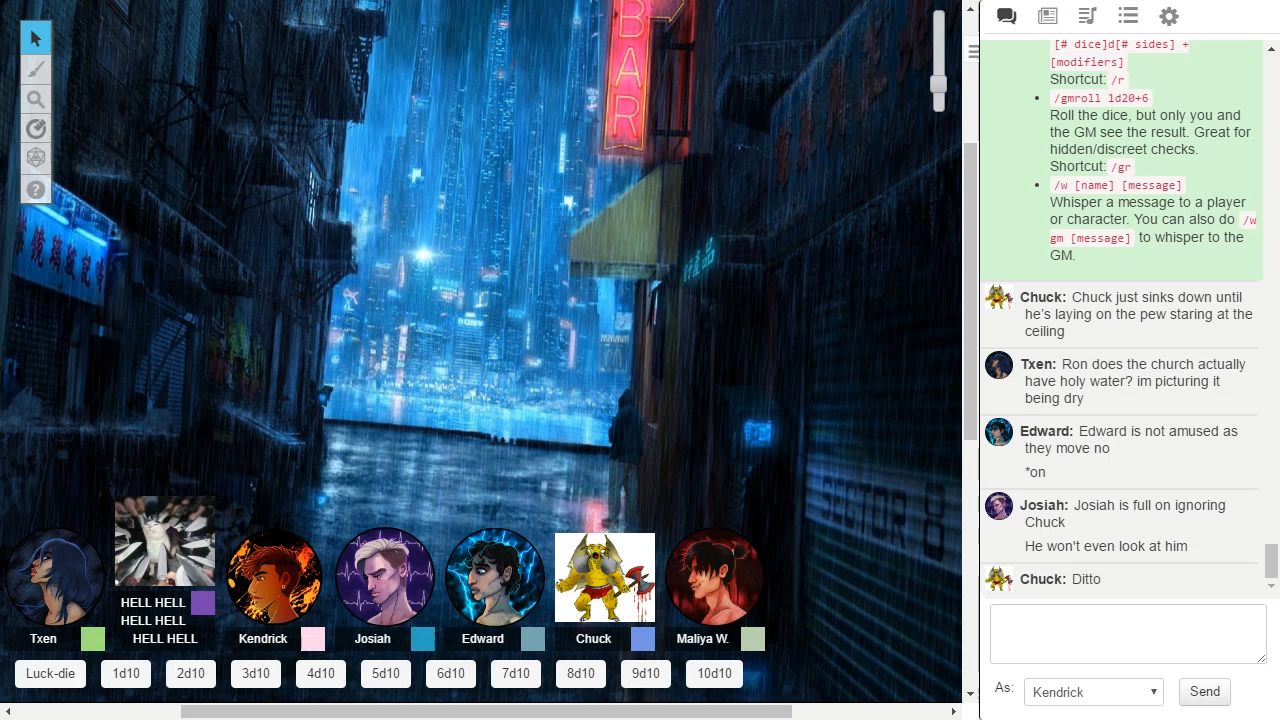 BAR
SONY
SECTOR 8
HELL HELL
HELL HELL
HELL HELL
Txen
Kendrick
Josiah
Edward
Chuck
Maliya W.
Luck-die
1d10
2d10
3d10
4d10
5d10
6d10
7d10
8d10
9d10
10d10
[# dice]d[# sides] +
[modifiers]
Shortcut: /r
• /gmroll 1d20+6
Roll the dice, but only you and
the GM see the result. Great for
hidden/discreet checks.
Shortcut: /gr
• /w [name] [message]
Whisper a message to a player
or character. You can also do /w
gm [message] to whisper to the
GM.
Chuck: Chuck just sinks down until
he's laying on the pew staring at the
ceiling
Txen: Ron does the church actually
have holy water? im picturing it
being dry
Edward: Edward is not amused as
they move no
*on
Josiah: Josiah is full on ignoring
Chuck
He won't even look at him
Chuck: Ditto
As:
Kendrick
Send